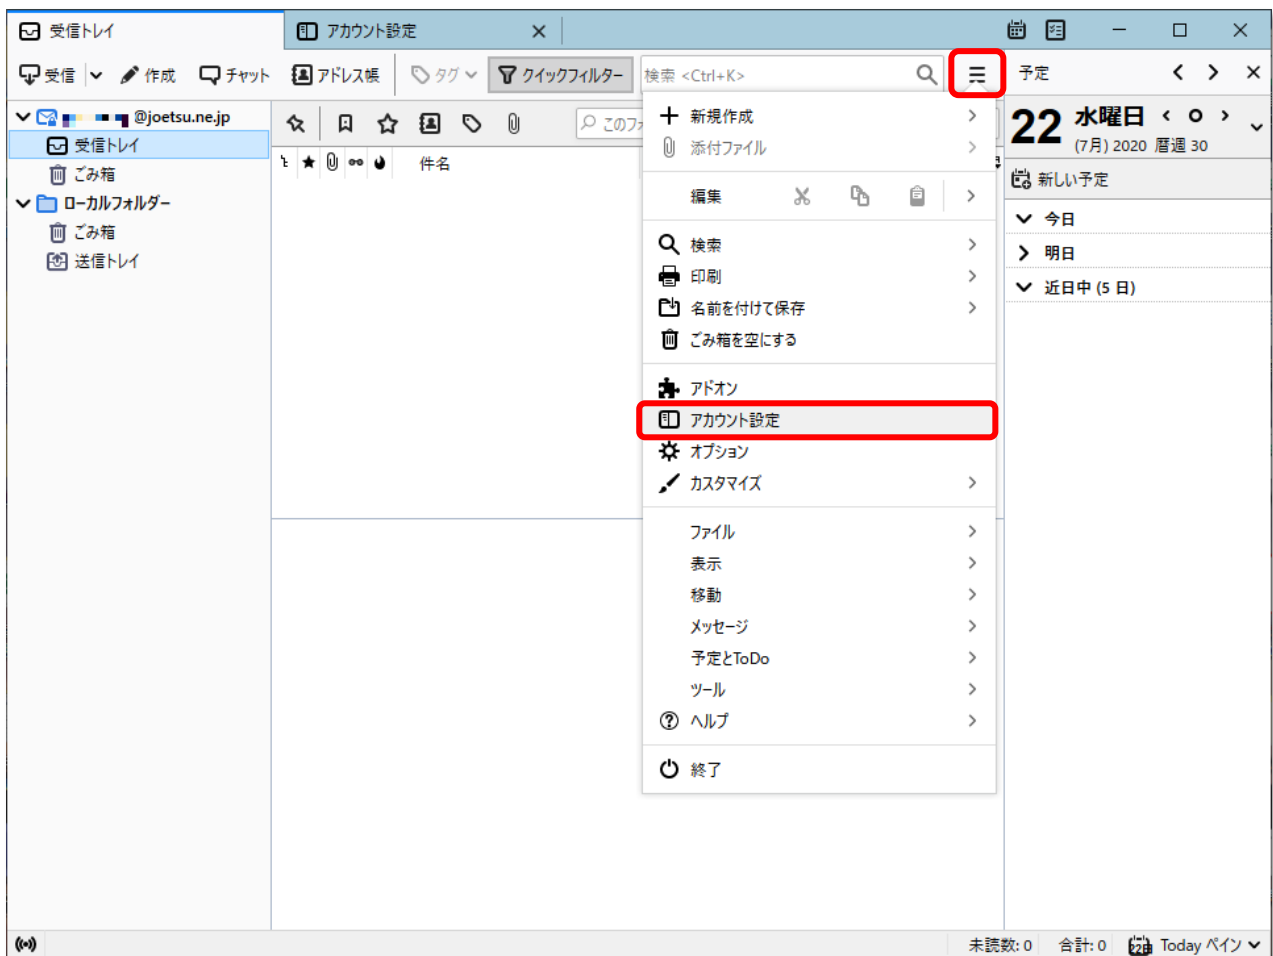 受信トレイ
アカウント設定
受信
作成
チャット
アドレス帳
タグ
クイックフィルター
検索 <Ctrl+K>
予定
@joetsu.ne.jp
受信トレイ
ごみ箱
ローカルフォルダー
ごみ箱
送信トレイ
件名
新規作成
添付ファイル
編集
検索
印刷
名前を付けて保存
ごみ箱を空にする
アドオン
アカウント設定
オプション
カスタマイズ
ファイル
表示
移動
メッセージ
予定とToDo
ツール
ヘルプ
終了
22 水曜日
(7月) 2020 暦週 30
新しい予定
今日
明日
近日中 (5 日)
未読数: 0 合計: 0 22日 Today ペイン